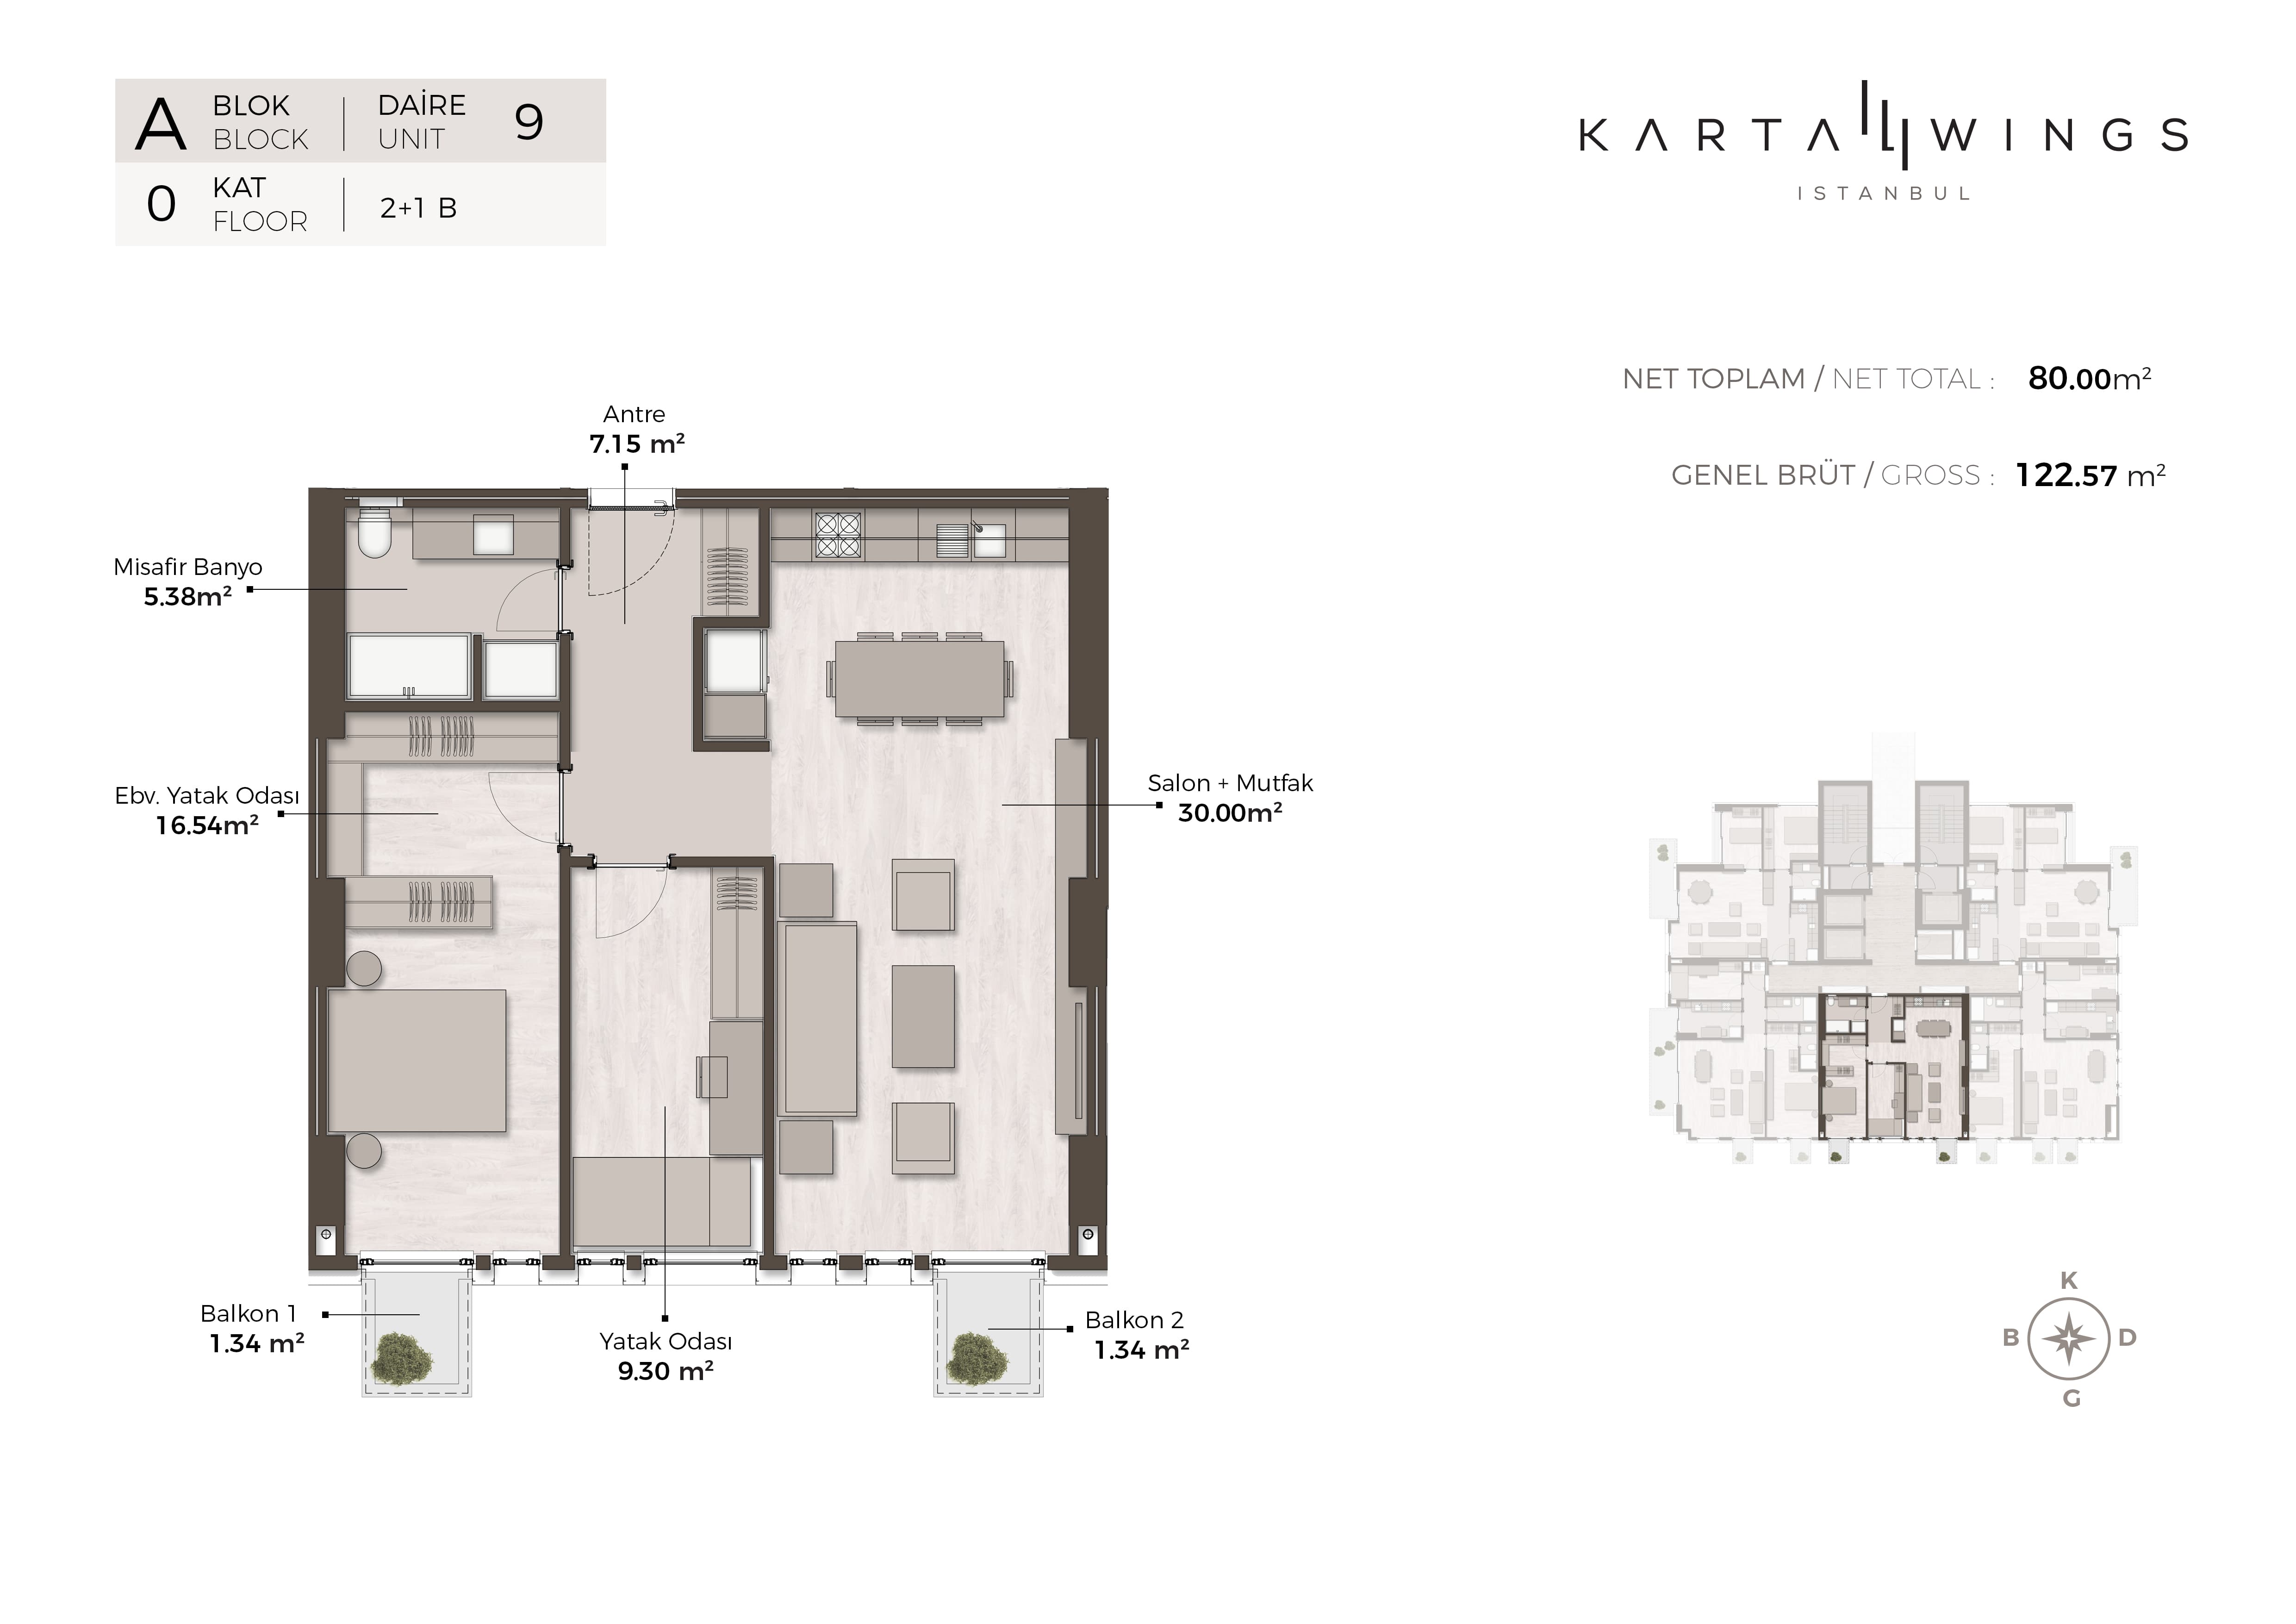 A BLOK BLOCK DAİRE UNIT 9
0 KAT FLOOR 2+1 B
KARTAL WINGS
ISTANBUL
NET TOPLAM / NET TOTAL : 80.00m²
GENEL BRÜT / GROSS : 122.57 m²
Antre
7.15 m²
Misafir Banyo
5.38m²
Ebv. Yatak Odası
16.54m²
Salon + Mutfak
30.00m²
Balkon 1
1.34 m²
Yatak Odası
9.30 m²
Balkon 2
1.34 m²
K
B D
G